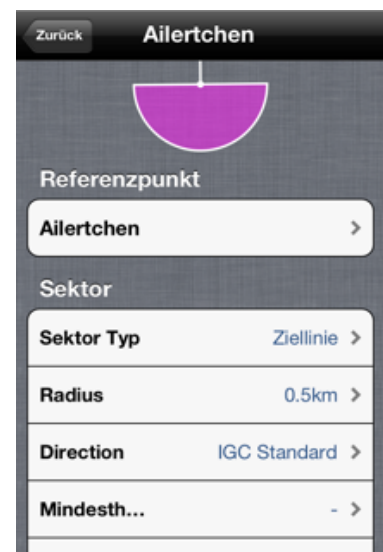 Zurück Ailertchen
Referenzpunkt
Ailertchen
Sektor
Sektor Typ Ziellinie
Radius 0.5km
Direction IGC Standard
Mindesth... -